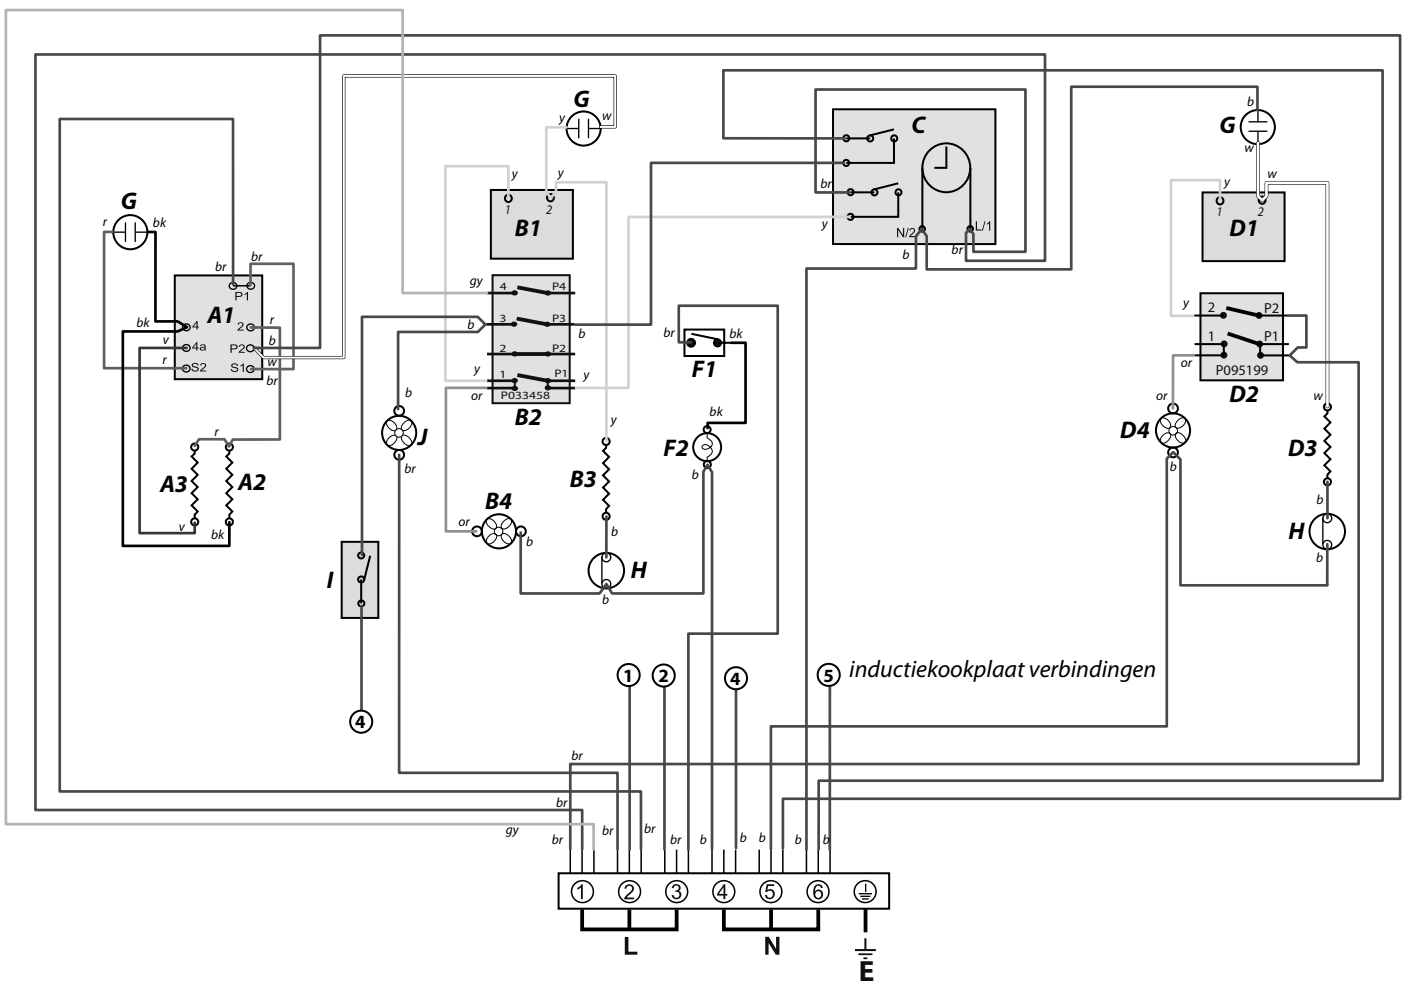 G
y
w
b
G
w
w
y
y
y
y
1
2
B1
C
br
y
N/2
L/1
b
br
1
2
D1
G
r
bk
br
br
P1
A1
bk
4
2
r
v
4a
P2
b
r
S2
S1
w
br
gy
4
P4
b
3
P3
b
2
P2
y
1
P1
y
or
P033458
B2
br
bk
F1
y
2
P2
1
P1
or
P095199
D2
b
J
br
bk
F2
b
y
B3
b
or
D4
b
w
D3
b
H
b
r
A3
A2
v
bk
B4
or
b
H
b
I
4
1
2
4
5
inductiekookplaat verbindingen
br
br
gy
br
br
br
br
b
b
b
b
b
1
2
3
4
5
6
L
N
E